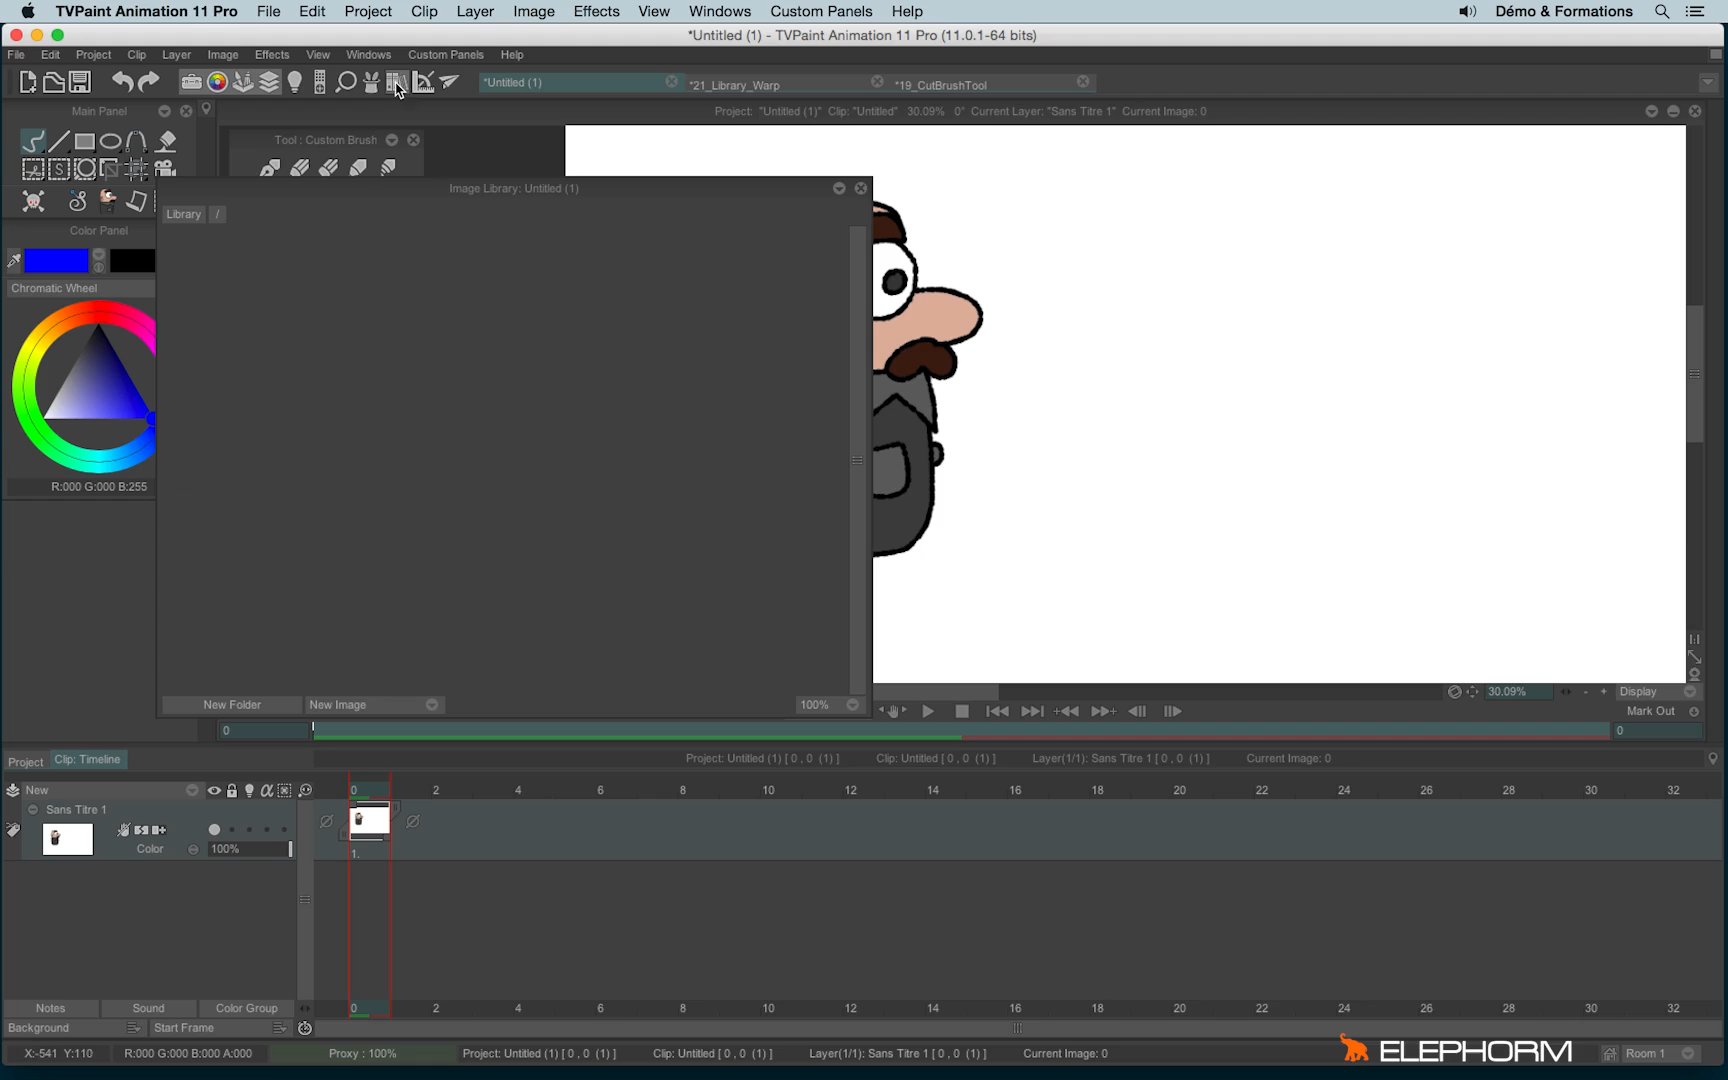 TVPaint Animation 11 Pro File Edit Project Clip Layer Image Effects View Windows Custom Panels Help Démo & Formations
*Untitled (1) - TVPaint Animation 11 Pro (11.0.1-64 bits)
File Edit Project Clip Layer Image Effects View Windows Custom Panels Help
*Untitled (1) *21_Library_Warp *19_CutBrushTool
Main Panel
Project: "Untitled (1)" Clip: "Untitled" 30.09% 0° Current Layer: "Sans Titre 1" Current Image: 0
Tool : Custom Brush
Image Library: Untitled (1)
Library /
Color Panel
Chromatic Wheel
R:000 G:000 B:255
New Folder New Image 100%
30.09% - + Display
Mark Out
0 0
Project Clip: Timeline Project: Untitled (1) [ 0 , 0 (1) ] Clip: Untitled [ 0 , 0 (1) ] Layer(1/1): Sans Titre 1 [ 0 , 0 (1) ] Current Image: 0
New 0 2 4 6 8 10 12 14 16 18 20 22 24 26 28 30 32
Sans Titre 1
Color 100% 1.
Notes Sound Color Group 0 2 4 6 8 10 12 14 16 18 20 22 24 26 28 30 32
Background Start Frame
X:-541 Y:110 R:000 G:000 B:000 A:000 Proxy : 100% Project: Untitled (1) [ 0 , 0 (1) ] Clip: Untitled [ 0 , 0 (1) ] Layer(1/1): Sans Titre 1 [ 0 , 0 (1) ] Current Image: 0 ELEPHORM Room 1